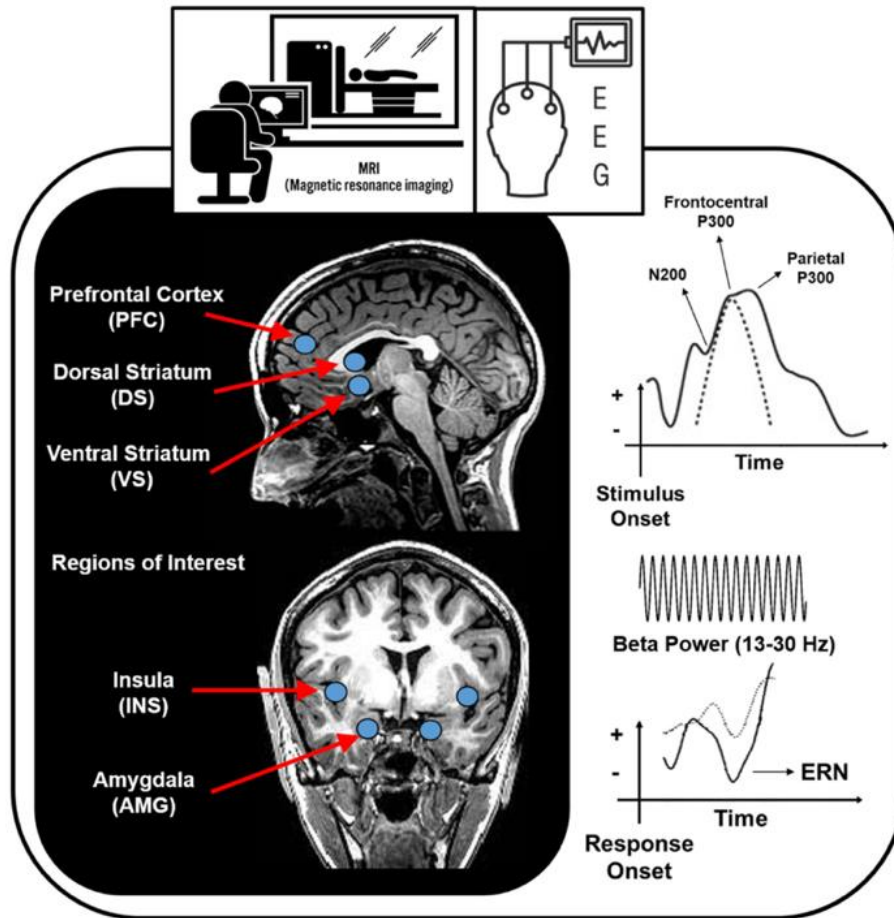 MRI
(Magnetic resonance imaging)
E
E
G
Prefrontal Cortex
(PFC)
Dorsal Striatum
(DS)
Ventral Striatum
(VS)
Regions of Interest
Insula
(INS)
Amygdala
(AMG)
Frontocentral
P300
N200
Parietal
P300
+
-
Time
Stimulus
Onset
Beta Power (13-30 Hz)
+
-
ERN
Time
Response
Onset